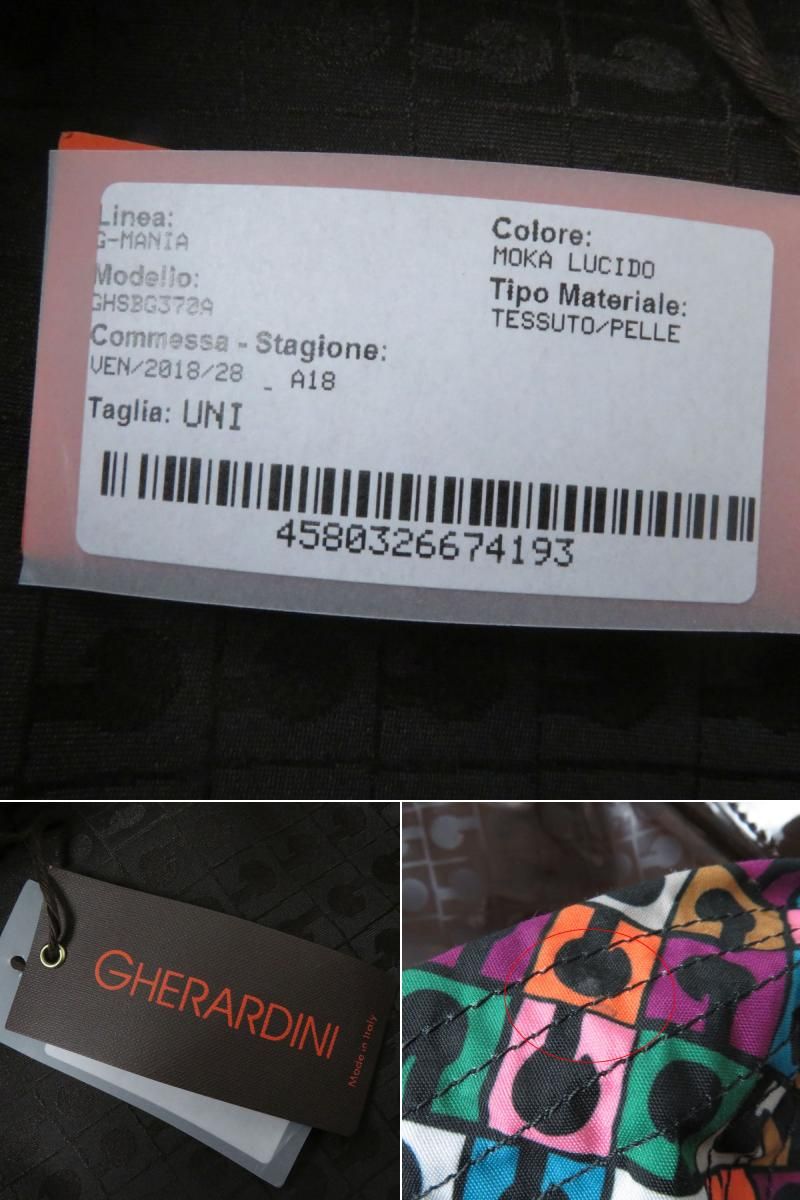 Linea:
G-MANIA
Modello:
GHSBG370A
Commessa - Stagione:
VEN/2018/28 _ A18
Taglia: UNI
Colore:
MOKA LUCIDO
Tipo Materiale:
TESSUTO/PELLE
4580326674193
GHERARDINI
Made in Italy